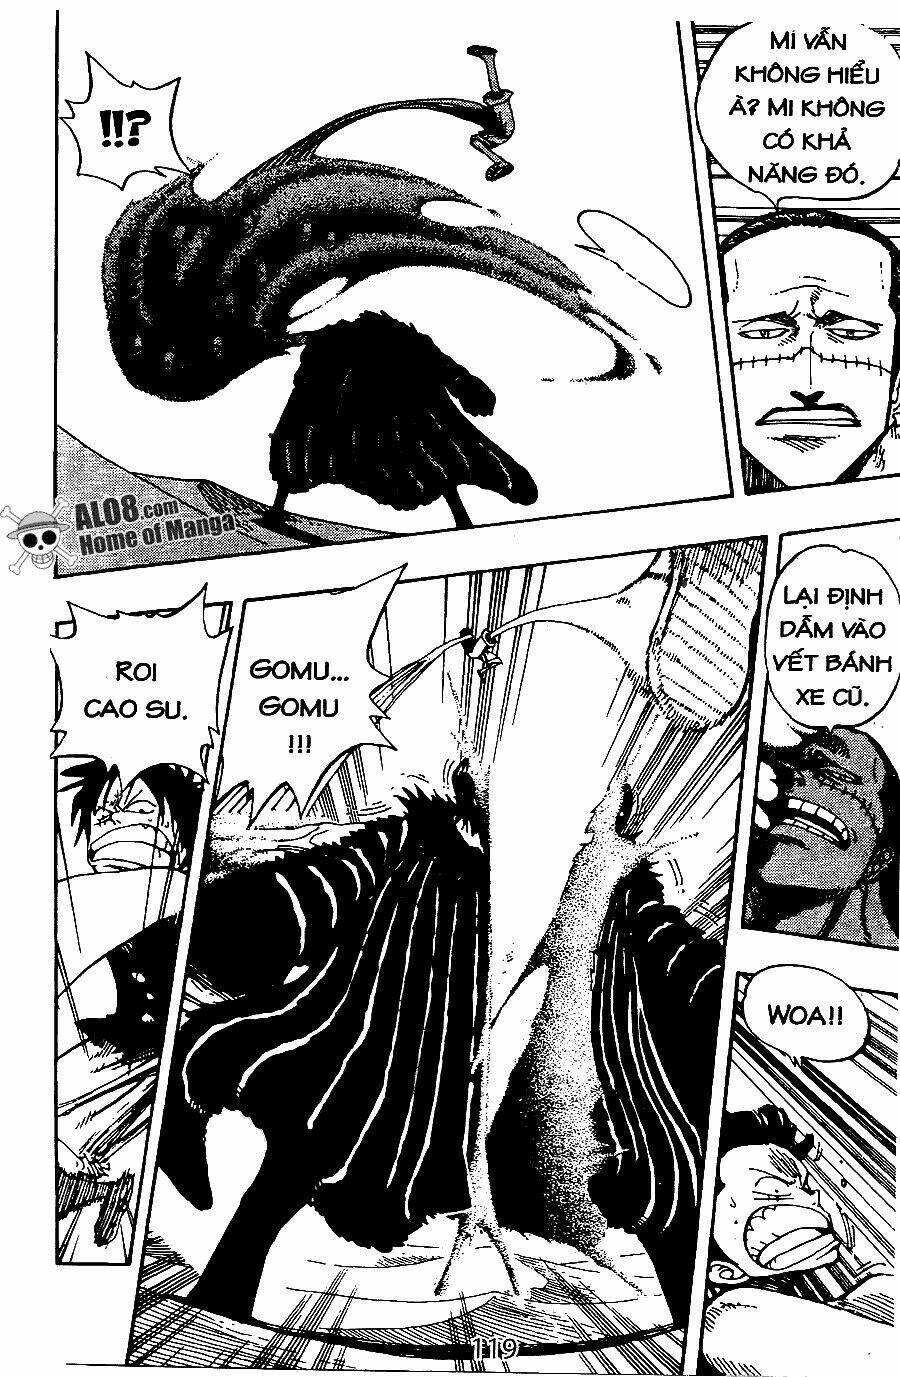 MI VẪN
KHÔNG HIỂU
À? MI KHÔNG
CÓ KHẢ
NĂNG ĐÓ.
!!?
AL08.com
Home of Manga
LẠI ĐỊNH
DẪM VÀO
VẾT BÁNH
XE CŨ.
GOMU...
GOMU
!!!
ROI
CAO SU.
WOA!!
119